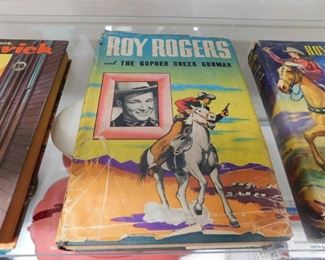 ROY ROGERS
and THE GOPHER CREEK GUNMAN